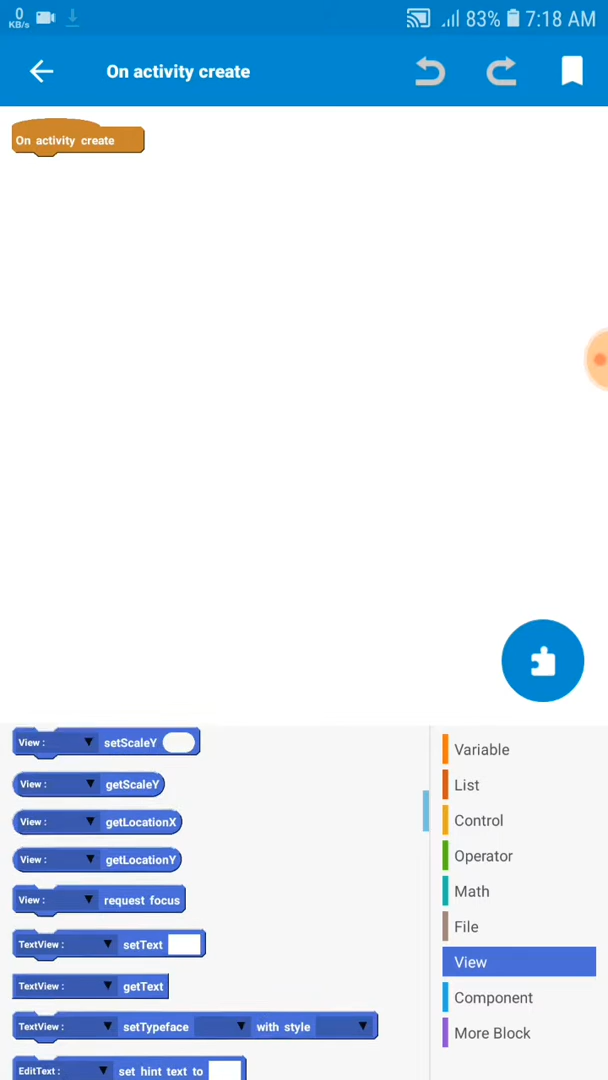 0
KB/s
83% 7:18 AM
On activity create
On activity create
View : setScaleY
View : getScaleY
View : getLocationX
View : getLocationY
View : request focus
TextView : setText
TextView : getText
TextView : setTypeface with style
EditText : set hint text to
Variable
List
Control
Operator
Math
File
View
Component
More Block